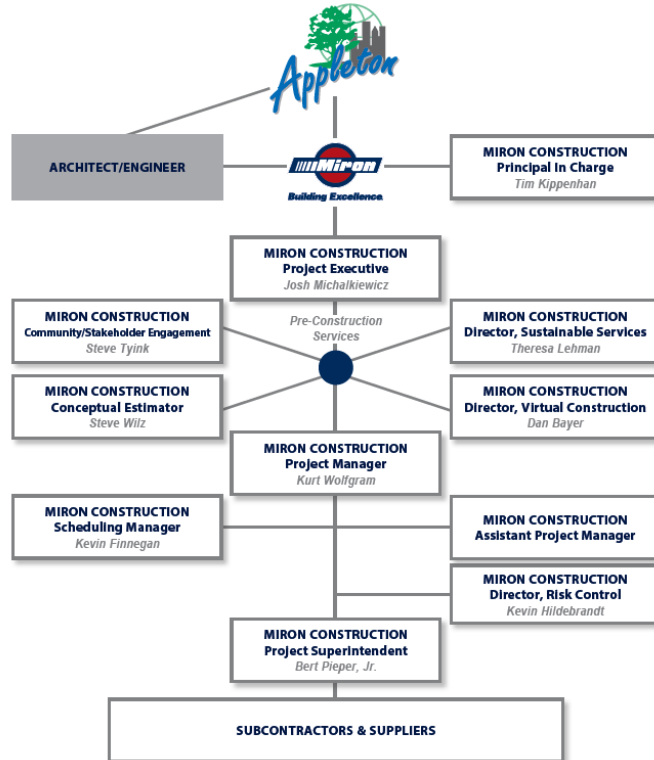 Appleton
ARCHITECT/ENGINEER
Miron
Building Excellence
MIRON CONSTRUCTION
Principal In Charge
Tim Kippenhan
MIRON CONSTRUCTION
Project Executive
Josh Michalkiewicz
Pre-Construction
Services
MIRON CONSTRUCTION
Community/Stakeholder Engagement
Steve Tyink
MIRON CONSTRUCTION
Director, Sustainable Services
Theresa Lehman
MIRON CONSTRUCTION
Conceptual Estimator
Steve Wilz
MIRON CONSTRUCTION
Director, Virtual Construction
Dan Bayer
MIRON CONSTRUCTION
Project Manager
Kurt Wolfgram
MIRON CONSTRUCTION
Scheduling Manager
Kevin Finnegan
MIRON CONSTRUCTION
Assistant Project Manager
MIRON CONSTRUCTION
Director, Risk Control
Kevin Hildebrandt
MIRON CONSTRUCTION
Project Superintendent
Bert Pieper, Jr.
SUBCONTRACTORS & SUPPLIERS